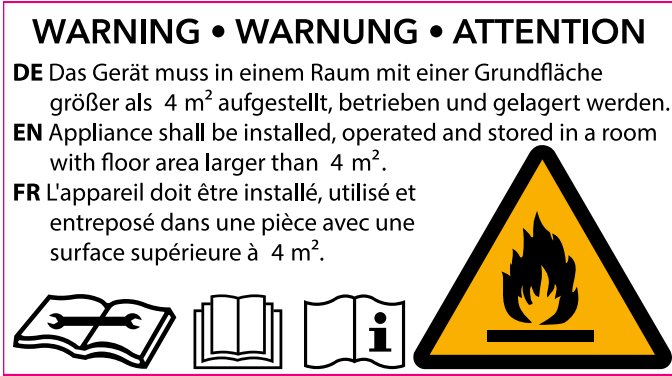 WARNING • WARNUNG • ATTENTION
DE Das Gerät muss in einem Raum mit einer Grundfläche
größer als 4 m² aufgestellt, betrieben und gelagert werden.
EN Appliance shall be installed, operated and stored in a room
with floor area larger than 4 m².
FR L'appareil doit être installé, utilisé et
entreposé dans une pièce avec une
surface supérieure à 4 m².
i